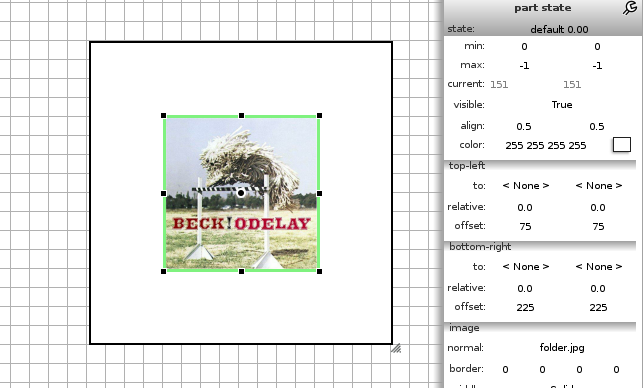 part state
state: default 0.00
min: 0 0
max: -1 -1
current: 151 151
visible: True
align: 0.5 0.5
color: 255 255 255 255
top-left
to: < None > < None >
relative: 0.0 0.0
offset: 75 75
bottom-right
to: < None > < None >
relative: 0.0 0.0
offset: 225 225
image
normal: folder.jpg
border: 0 0 0 0
BECK! ODELAY